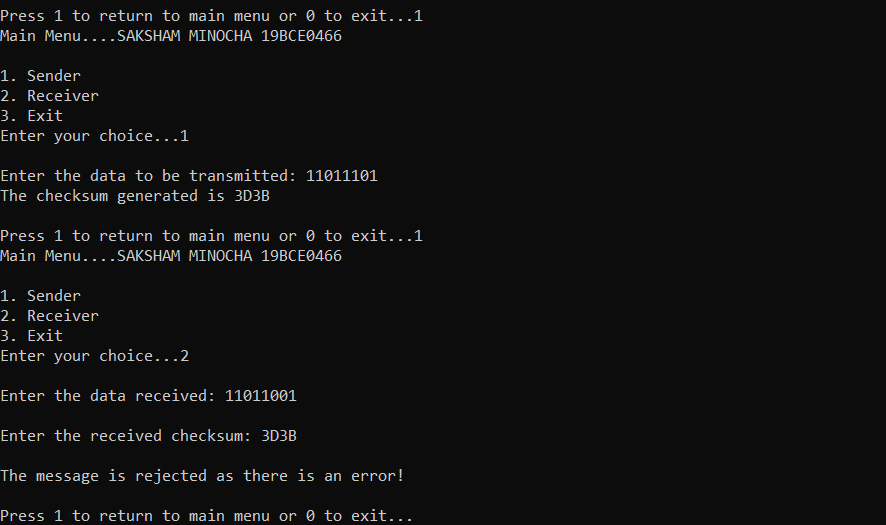 Press 1 to return to main menu or 0 to exit...1
Main Menu....SAKSHAM MINOCHA 19BCE0466
1. Sender
2. Receiver
3. Exit
Enter your choice...1
Enter the data to be transmitted: 11011101
The checksum generated is 3D3B
Press 1 to return to main menu or 0 to exit...1
Main Menu....SAKSHAM MINOCHA 19BCE0466
1. Sender
2. Receiver
3. Exit
Enter your choice...2
Enter the data received: 11011001
Enter the received checksum: 3D3B
The message is rejected as there is an error!
Press 1 to return to main menu or 0 to exit...